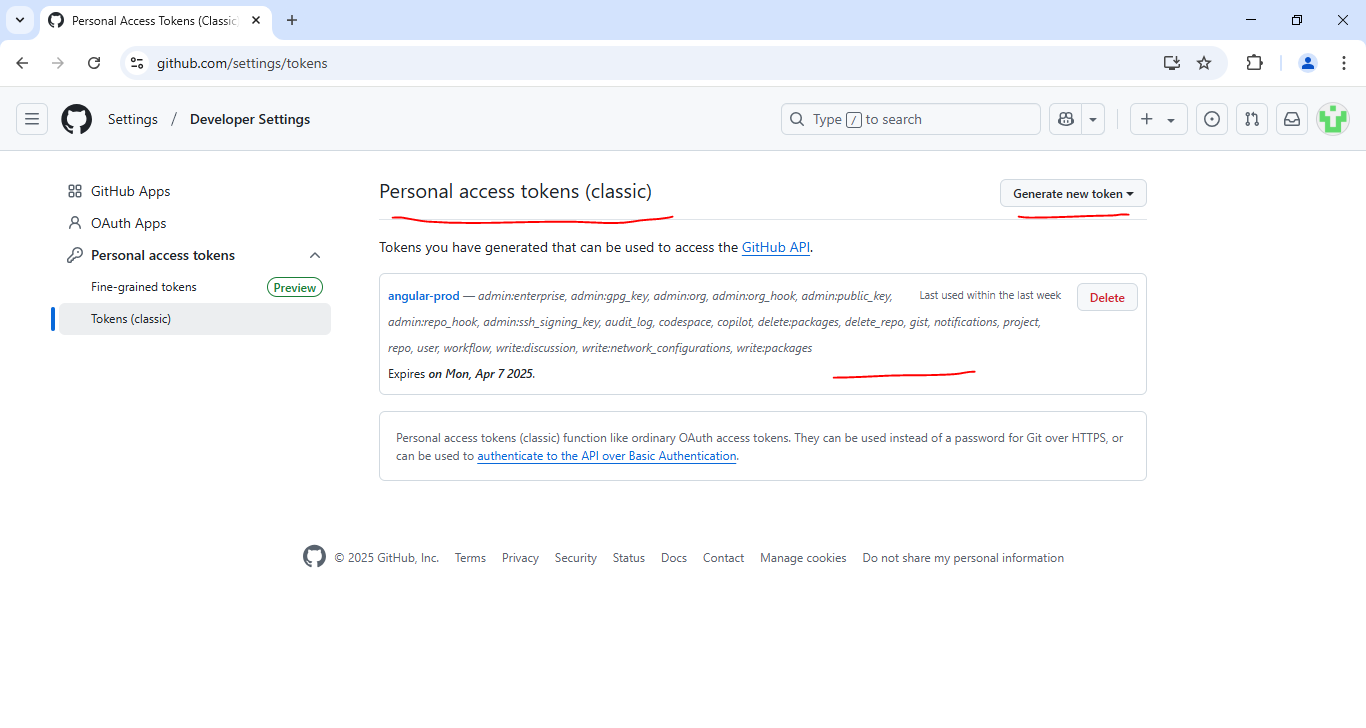 Personal Access Tokens (Classic)
github.com/settings/tokens
Settings / Developer Settings
Type / to search
GitHub Apps
OAuth Apps
Personal access tokens
Fine-grained tokens
Preview
Tokens (classic)
Personal access tokens (classic)
Generate new token
Tokens you have generated that can be used to access the GitHub API.
angular-prod — admin:enterprise, admin:gpg_key, admin:org, admin:org_hook, admin:public_key,
Last used within the last week
Delete
admin:repo_hook, admin:ssh_signing_key, audit_log, codespace, copilot, delete:packages, delete_repo, gist, notifications, project,
repo, user, workflow, write:discussion, write:network_configurations, write:packages
Expires on Mon, Apr 7 2025.
Personal access tokens (classic) function like ordinary OAuth access tokens. They can be used instead of a password for Git over HTTPS, or
can be used to authenticate to the API over Basic Authentication.
© 2025 GitHub, Inc. Terms Privacy Security Status Docs Contact Manage cookies Do not share my personal information